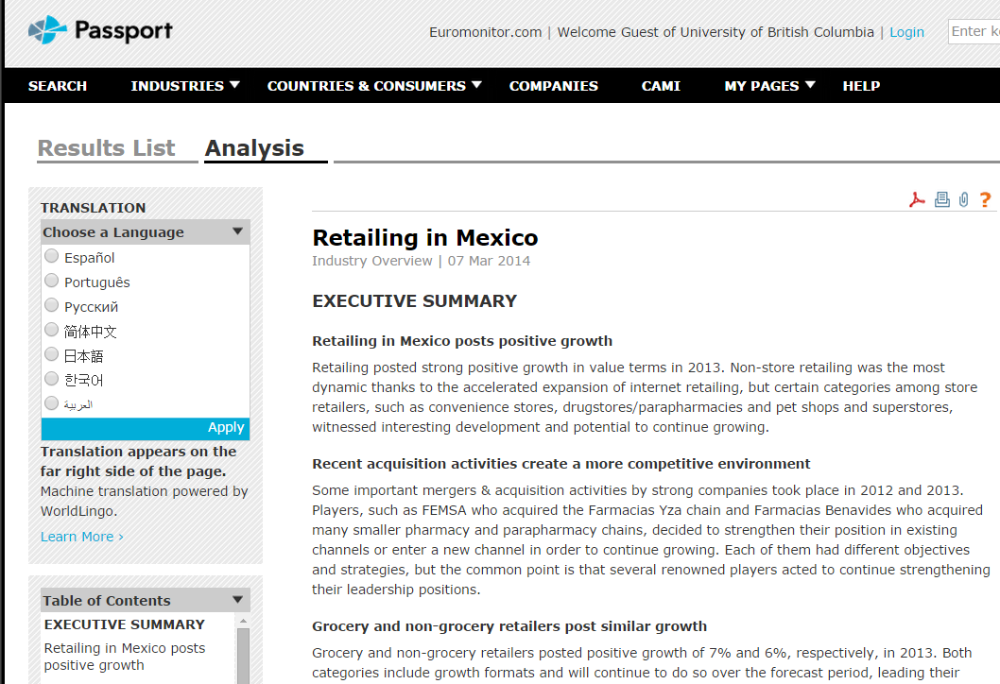 Passport
Euromonitor.com | Welcome Guest of University of British Columbia | Login
Enter k
SEARCH INDUSTRIES COUNTRIES & CONSUMERS COMPANIES CAMI MY PAGES HELP
Results List Analysis
TRANSLATION
Choose a Language
Español
Português
Русский
简体中文
日本語
한국어
العربية
Apply
Translation appears on the
far right side of the page.
Machine translation powered by
WorldLingo.
Learn More ›
Table of Contents
EXECUTIVE SUMMARY
Retailing in Mexico posts
positive growth
?
Retailing in Mexico
Industry Overview | 07 Mar 2014
EXECUTIVE SUMMARY
Retailing in Mexico posts positive growth
Retailing posted strong positive growth in value terms in 2013. Non-store retailing was the most
dynamic thanks to the accelerated expansion of internet retailing, but certain categories among store
retailers, such as convenience stores, drugstores/parapharmacies and pet shops and superstores,
witnessed interesting development and potential to continue growing.
Recent acquisition activities create a more competitive environment
Some important mergers & acquisition activities by strong companies took place in 2012 and 2013.
Players, such as FEMSA who acquired the Farmacias Yza chain and Farmacias Benavides who acquired
many smaller pharmacy and parapharmacy chains, decided to strengthen their position in existing
channels or enter a new channel in order to continue growing. Each of them had different objectives
and strategies, but the common point is that several renowned players acted to continue strengthening
their leadership positions.
Grocery and non-grocery retailers post similar growth
Grocery and non-grocery retailers posted positive growth of 7% and 6%, respectively, in 2013. Both
categories include growth formats and will continue to do so over the forecast period, leading their